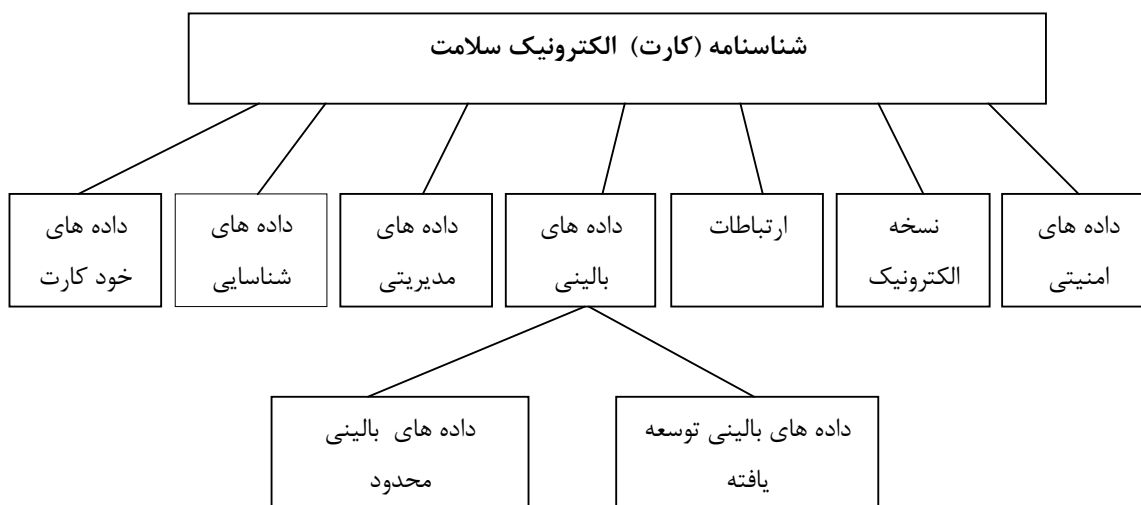 شناسنامه (کارت) الکترونیک سلامت
داده های
امنیتی
نسخه
الکترونیک
ارتباطات
داده های
بالینی
داده های
مدیریتی
داده های
شناسایی
داده های
خود کارت
داده های بالینی توسعه
یافته
داده های بالینی
محدود